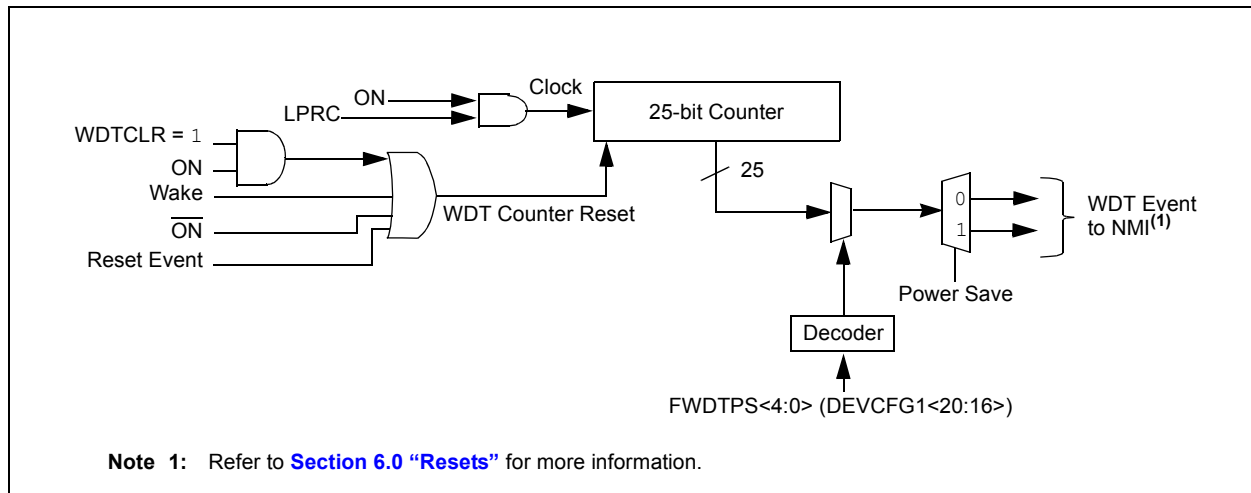 ON
Clock
LPRC
25-bit Counter
WDTCLR = 1
ON
Wake
ON
Reset Event
WDT Counter Reset
25
0
1
WDT Event
to NMI(1)
Power Save
Decoder
FWDTPS<4:0> (DEVCFG1<20:16>)
Note 1: Refer to Section 6.0 “Resets” for more information.